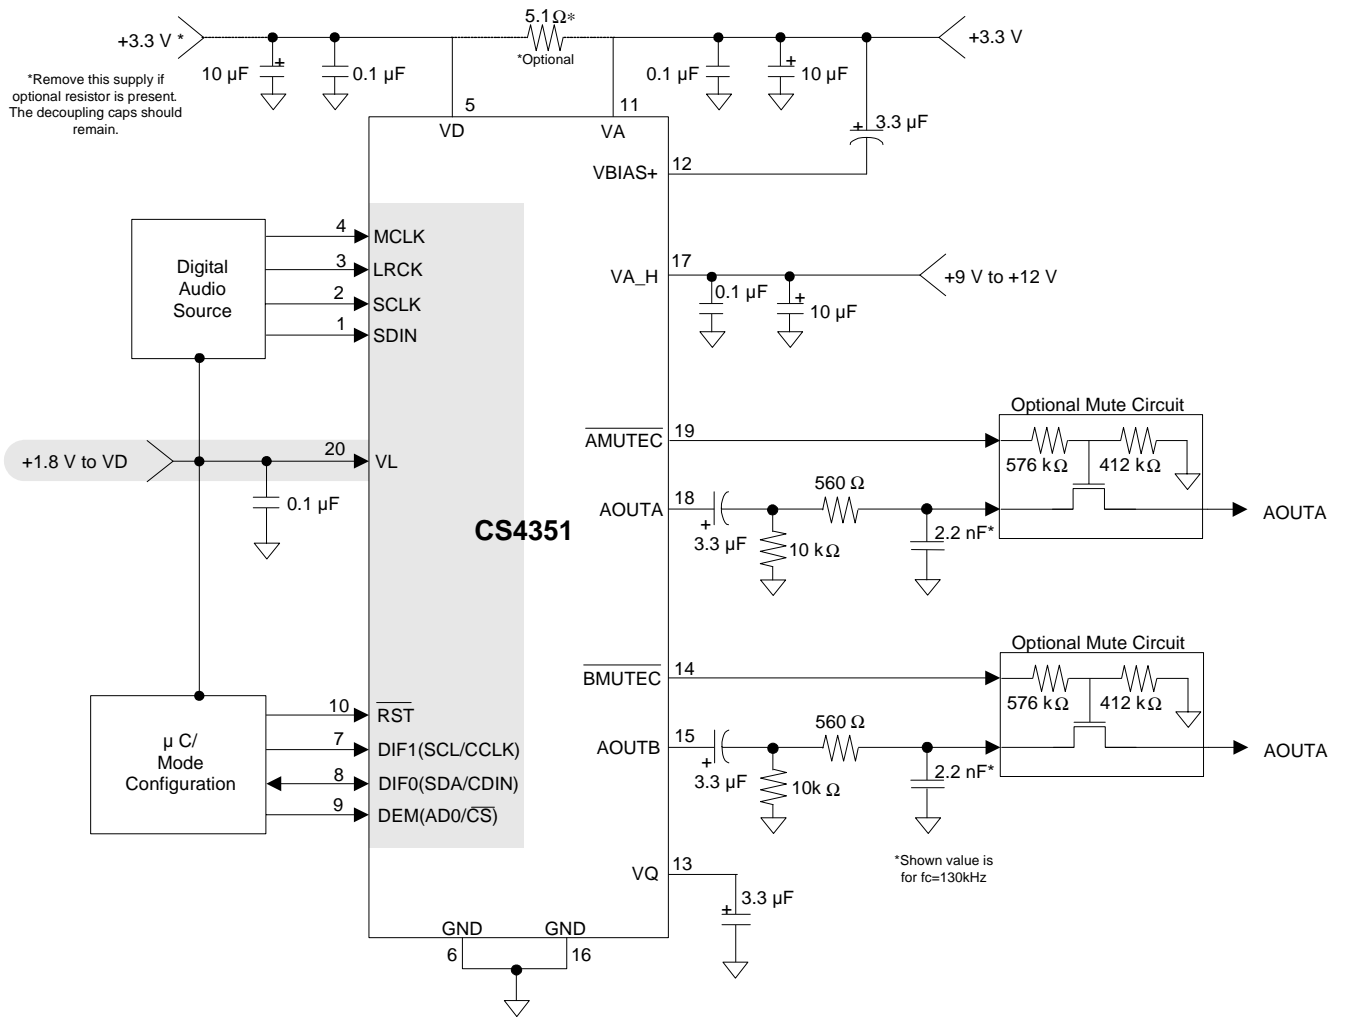 +3.3 V *
5.1Ω*
*Optional
+3.3 V
10 µF
+
0.1 µF
0.1 µF
+
10 µF
*Remove this supply if
optional resistor is present.
The decoupling caps should
remain.
5
11
VD
VA
+
3.3 µF
VBIAS+
12
Digital
Audio
Source
4
MCLK
3
LRCK
2
SCLK
1
SDIN
VA_H
17
+9 V to +12 V
0.1 µF
+
10 µF
+1.8 V to VD
20
VL
0.1 µF
CS4351
AMUTEC
19
Optional Mute Circuit
576 kΩ
412 kΩ
AOUTA
18
+
3.3 µF
560 Ω
10 kΩ
2.2 nF*
AOUTA
BMUTEC
14
Optional Mute Circuit
576 kΩ
412 kΩ
AOUTB
15
+
3.3 µF
560 Ω
10k Ω
2.2 nF*
AOUTA
*Shown value is
for fc=130kHz
µ C/
Mode
Configuration
10
RST
7
DIF1(SCL/CCLK)
8
DIF0(SDA/CDIN)
9
DEM(AD0/CS)
VQ
13
+
3.3 µF
GND
GND
6
16